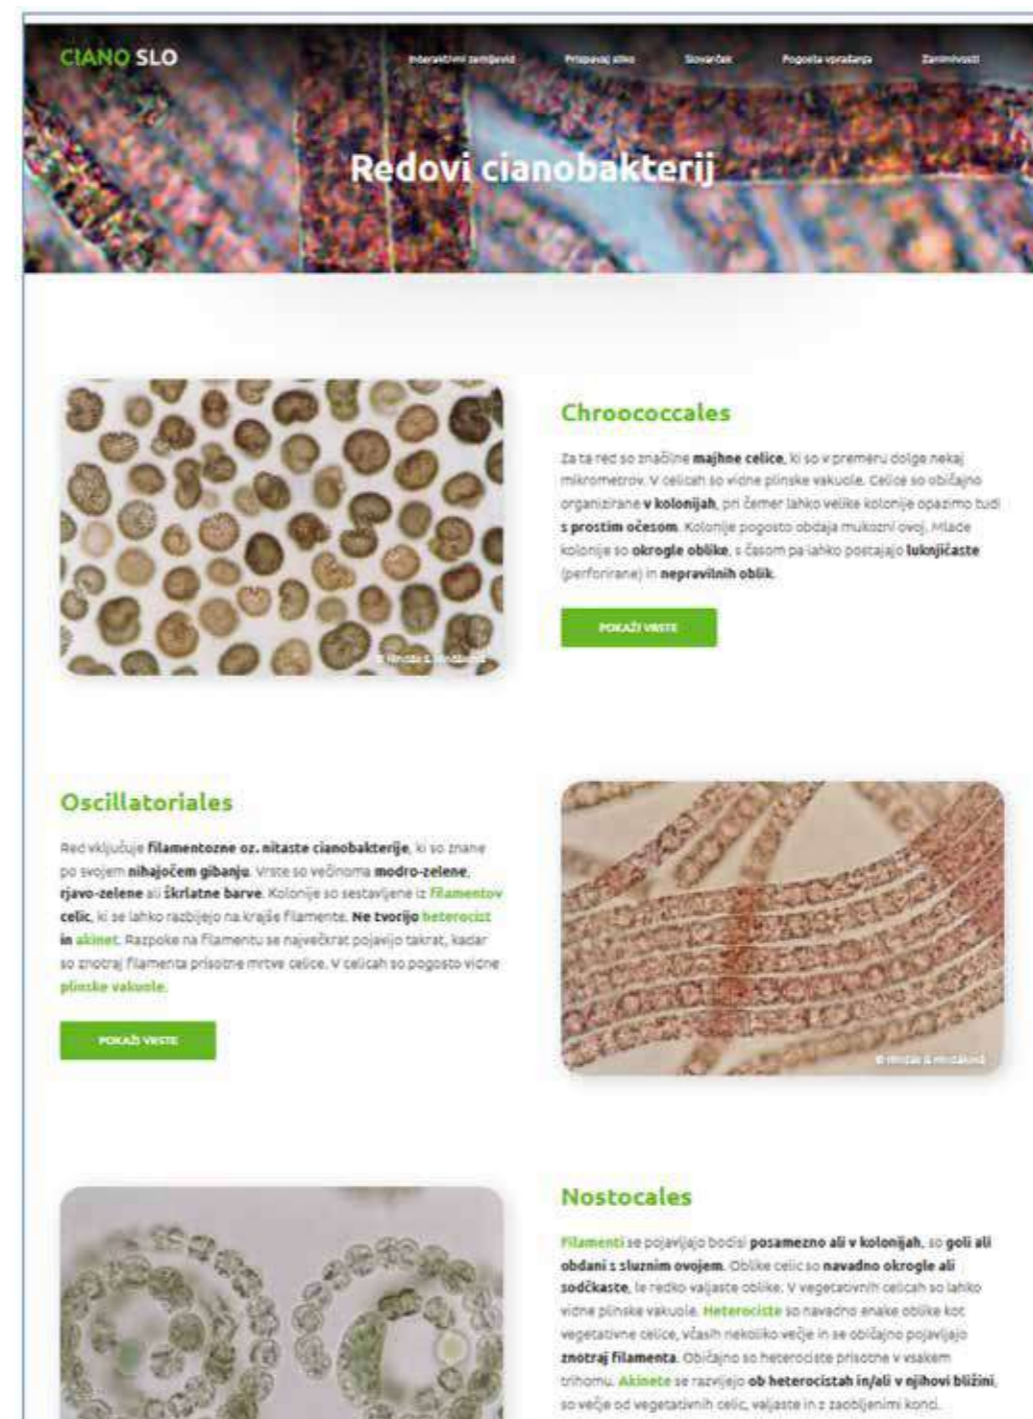 CIANO SLO
Interaktivni zemljevid Prispevaj sliko Slovarček Pogosta vprašanja Zanimivosti
Redovi cianobakterij
Chroococcales
Za ta red so značilne majhne celice, ki so v premeru dolge nekaj
mikrometrov. V celicah so vidne plinske vakuole. Celice so običajno
organizirane v kolonijah, pri čemer lahko velike kolonije opazimo tudi
s prostim očesom. Kolonije pogosto obdaja mukozni ovoj. Mlade
kolonije so okrogle oblike, s časom pa lahko postajajo luknjičaste
(perforirane) in nepravilnih oblik.
POKAŽI VRSTE
© Hindák & Hindáková
Oscillatoriales
Red vključuje filamentozne oz. nitaste cianobakterije, ki so znane
po svojem nihajočem gibanju. Vrste so večinoma modro-zelene,
rjavo-zelene ali škrlatne barve. Kolonije so sestavljene iz filamentov
celic, ki se lahko razbijejo na krajše filamente. Ne tvorijo heterocist
in akinet. Razpoke na filamentu se največkrat pojavijo takrat, kadar
so znotraj filamenta prisotne mrtve celice. V celicah so pogosto vidne
plinske vakuole.
POKAŽI VRSTE
© Hindák & Hindáková
Nostocales
Filamenti se pojavljajo bodisi posamezno ali v kolonijah, so goli ali
obdani s sluznim ovojem. Oblike celic so navadno okrogle ali
sodčkaste, le redko valjaste oblike. V vegetativnih celicah so lahko
vidne plinske vakuole. Heterociste so navadno enake oblike kot
vegetativne celice, včasih nekoliko večje in se običajno pojavljajo
znotraj filamenta. Običajno so heterociste prisotne v vsakem
trihomu. Akinete se razvijejo ob heterocistah in/ali v njihovi bližini,
so večje od vegetativnih celic, valjaste in z zaobljenimi konci.